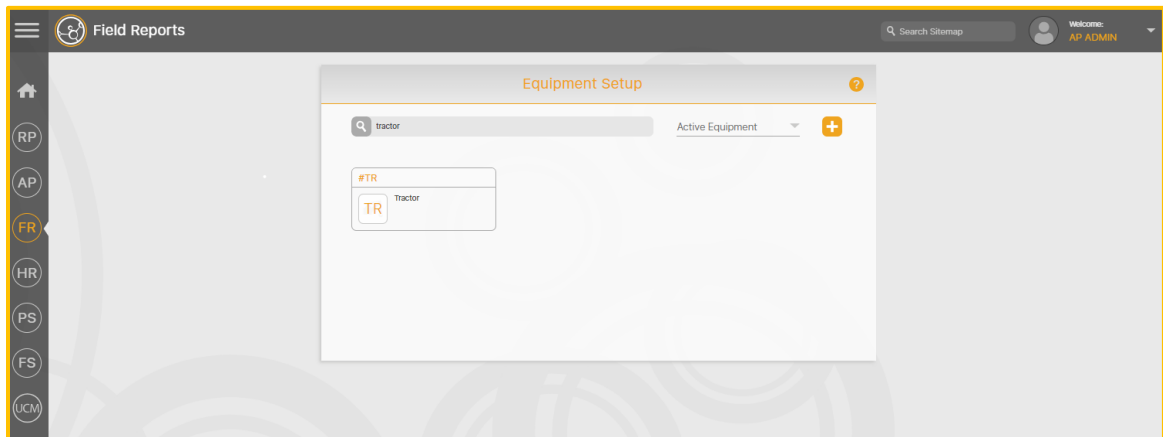 Field Reports
Search Sitemap
Welcome:
AP ADMIN
Equipment Setup
?
tractor
Active Equipment
#TR
TR
Tractor
RP
AP
FR
HR
PS
FS
UCM